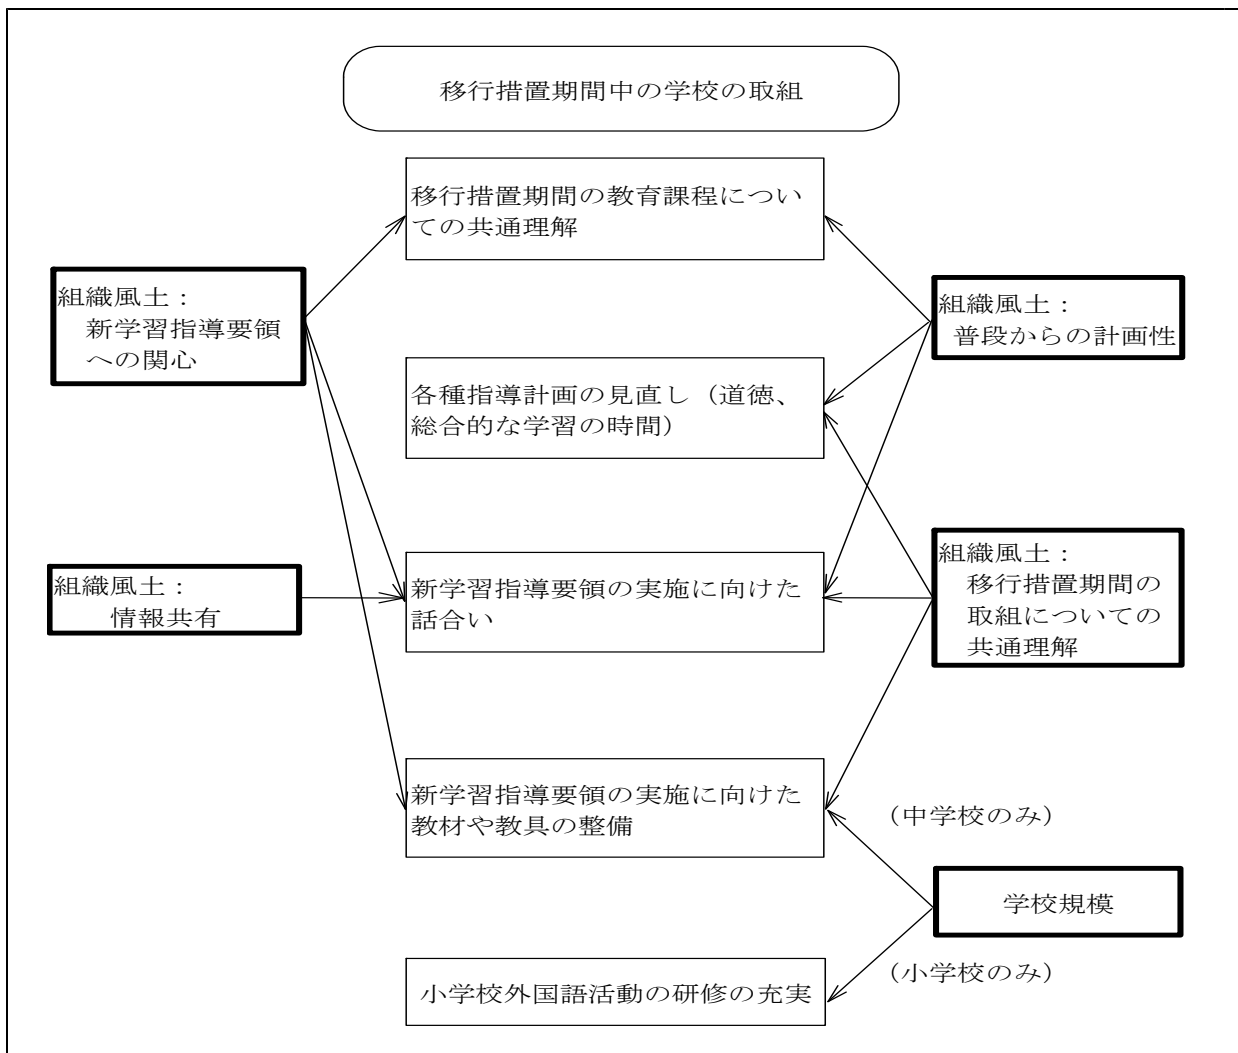 移行措置期間中の学校の取組
移行措置期間の教育課程につい
ての共通理解
組織風土：
新学習指導要領
への関心
組織風土：
普段からの計画性
各種指導計画の見直し（道徳、
総合的な学習の時間）
組織風土：
情報共有
新学習指導要領の実施に向けた
話合い
組織風土：
移行措置期間の
取組についての
共通理解
新学習指導要領の実施に向けた
教材や教具の整備
（中学校のみ）
学校規模
（小学校のみ）
小学校外国語活動の研修の充実